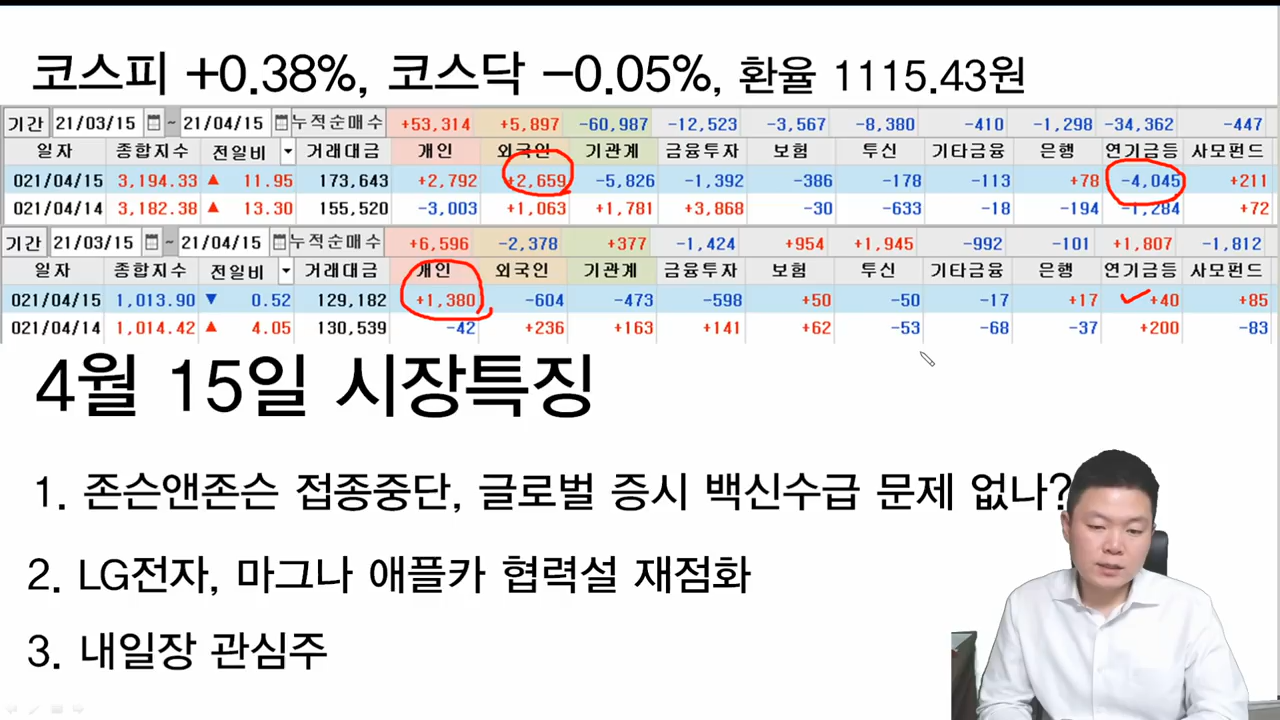 코스피 +0.38%, 코스닥 -0.05%, 환율 1115.43원
기간 21/03/15 ~ 21/04/15 누적순매수 +53,314 +5,897 -60,987 -12,523 -3,567 -8,380 -410 -1,298 -34,362 -447
일자 종합지수 전일비 거래대금 개인 외국인 기관계 금융투자 보험 투신 기타금융 은행 연기금등 사모펀드
021/04/15 3,194.33 ▲ 11.95 173,643 +2,792 +2,659 -5,826 -1,392 -386 -178 -113 +78 -4,045 +211
021/04/14 3,182.38 ▲ 13.30 155,520 -3,003 +1,063 +1,781 +3,868 -30 -633 -18 -194 -1,284 +72
기간 21/03/15 ~ 21/04/15 누적순매수 +6,596 -2,378 +377 -1,424 +954 +1,945 -992 -101 +1,807 -1,812
일자 종합지수 전일비 거래대금 개인 외국인 기관계 금융투자 보험 투신 기타금융 은행 연기금등 사모펀드
021/04/15 1,013.90 ▼ 0.52 129,182 +1,380 -604 -473 -598 +50 -50 -17 +17 +40 +85
021/04/14 1,014.42 ▲ 4.05 130,539 -42 +236 +163 +141 +62 -53 -68 -37 +200 -83
4월 15일 시장특징
1. 존슨앤존슨 접종중단, 글로벌 증시 백신수급 문제 없나?
2. LG전자, 마그나 애플카 협력설 재점화
3. 내일장 관심주